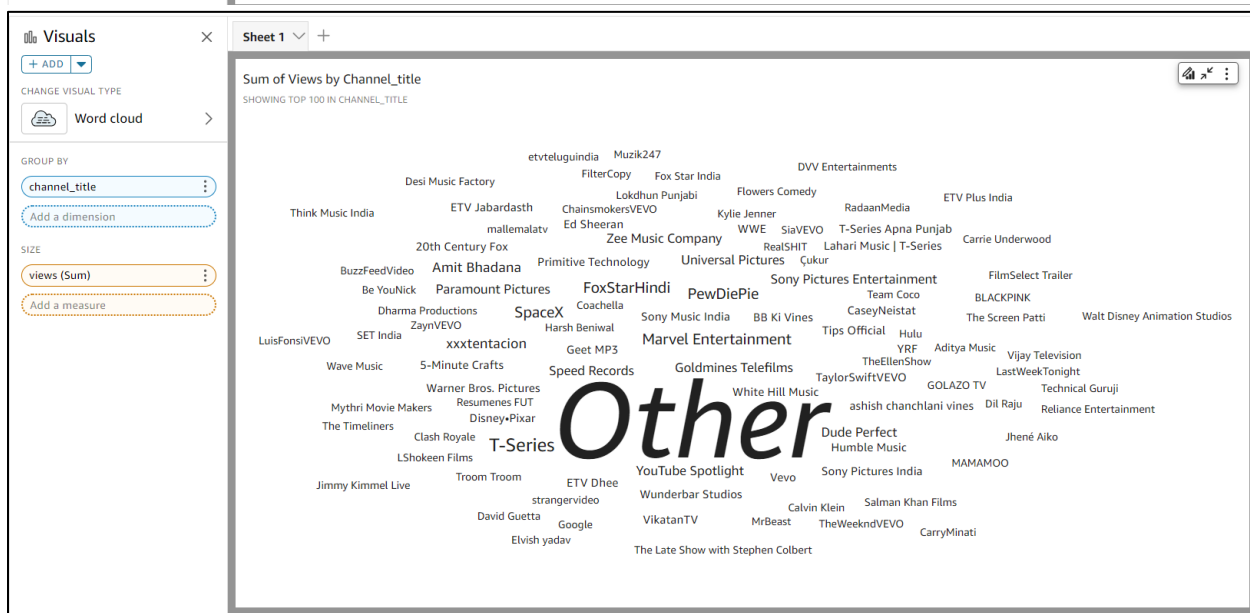 Visuals
+ ADD
CHANGE VISUAL TYPE
Word cloud
GROUP BY
channel_title
Add a dimension
SIZE
views (Sum)
Add a measure
Sheet 1
Sum of Views by Channel_title
SHOWING TOP 100 IN CHANNEL_TITLE
etvteluguindia Muzik247
DVV Entertainments
FilterCopy Fox Star India
Desi Music Factory
Lokdhun Punjabi Flowers Comedy
ETV Plus India
Think Music India ETV Jabardasth ChainsmokersVEVO Kylie Jenner RadaanMedia
mallemalatv Ed Sheeran WWE SiaVEVO T-Series Apna Punjab
20th Century Fox Zee Music Company RealSHIT Lahari Music | T-Series Carrie Underwood
BuzzFeedVideo Amit Bhadana Primitive Technology Universal Pictures Çukur
Sony Pictures Entertainment FilmSelect Trailer
Be YouNick Paramount Pictures FoxStarHindi PewDiePie Team Coco BLACKPINK
Dharma Productions SpaceX Coachella CaseyNeistat
ZaynVEVO Harsh Beniwal Sony Music India BB Ki Vines The Screen Patti Walt Disney Animation Studios
LuisFonsiVEVO SET India xxxtentacion Marvel Entertainment Tips Official Hulu
Geet MP3 YRF Aditya Music Vijay Television
Wave Music 5-Minute Crafts Speed Records Goldmines Telefilms TheEllenShow LastWeekTonight
Warner Bros. Pictures White Hill Music TaylorSwiftVEVO GOLAZO TV Technical Guruji
Mythri Movie Makers Resumenes FUT ashish chanchlani vines Dil Raju Reliance Entertainment
The Timeliners Disney•Pixar Other Dude Perfect
Clash Royale T-Series Humble Music Jhené Aiko
LShokeen Films YouTube Spotlight Sony Pictures India MAMAMOO
Jimmy Kimmel Live Troom Troom ETV Dhee Vevo
strangervideo Wunderbar Studios Calvin Klein Salman Khan Films
David Guetta Google VikatanTV MrBeast TheWeekndVEVO CarryMinati
Elvish yadav The Late Show with Stephen Colbert